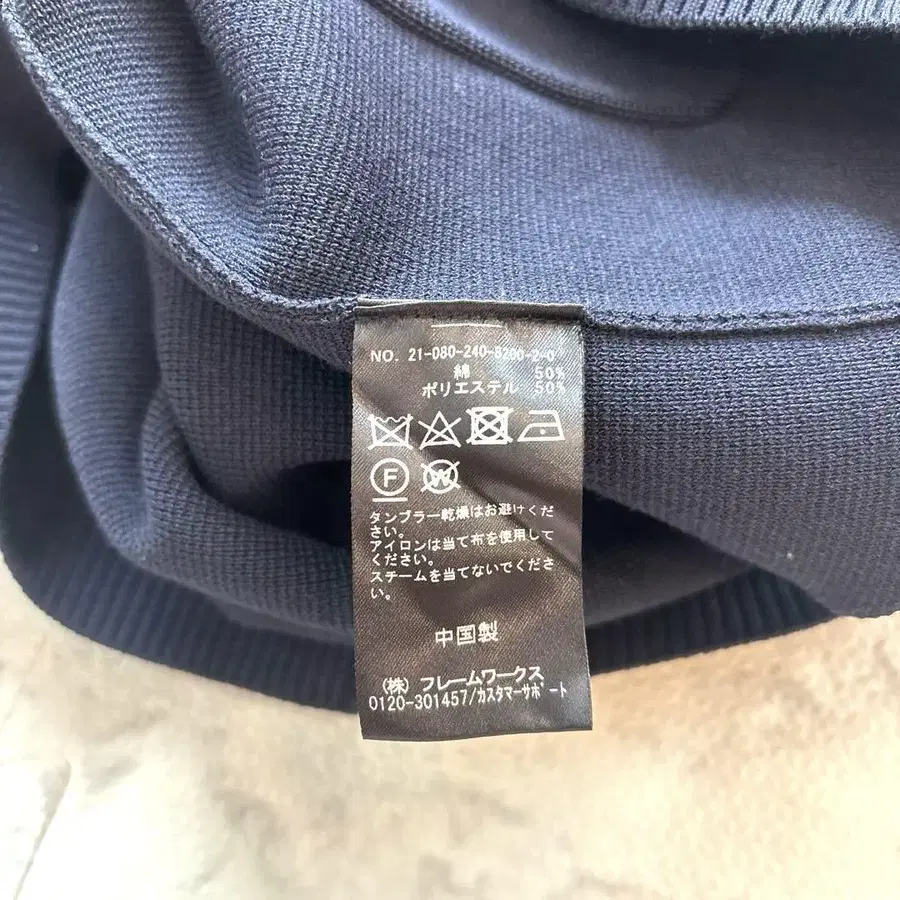 NO. 21-080-240-8200-2-0
綿 50%
ポリエステル 50%
F W
タンブラー乾燥はお避けくだ
さい。
アイロンは当て布を使用して
ください。
スチームを当てないでくださ
い。
中国製
(株) フレームワークス
0120-301457/カスタマーサポート